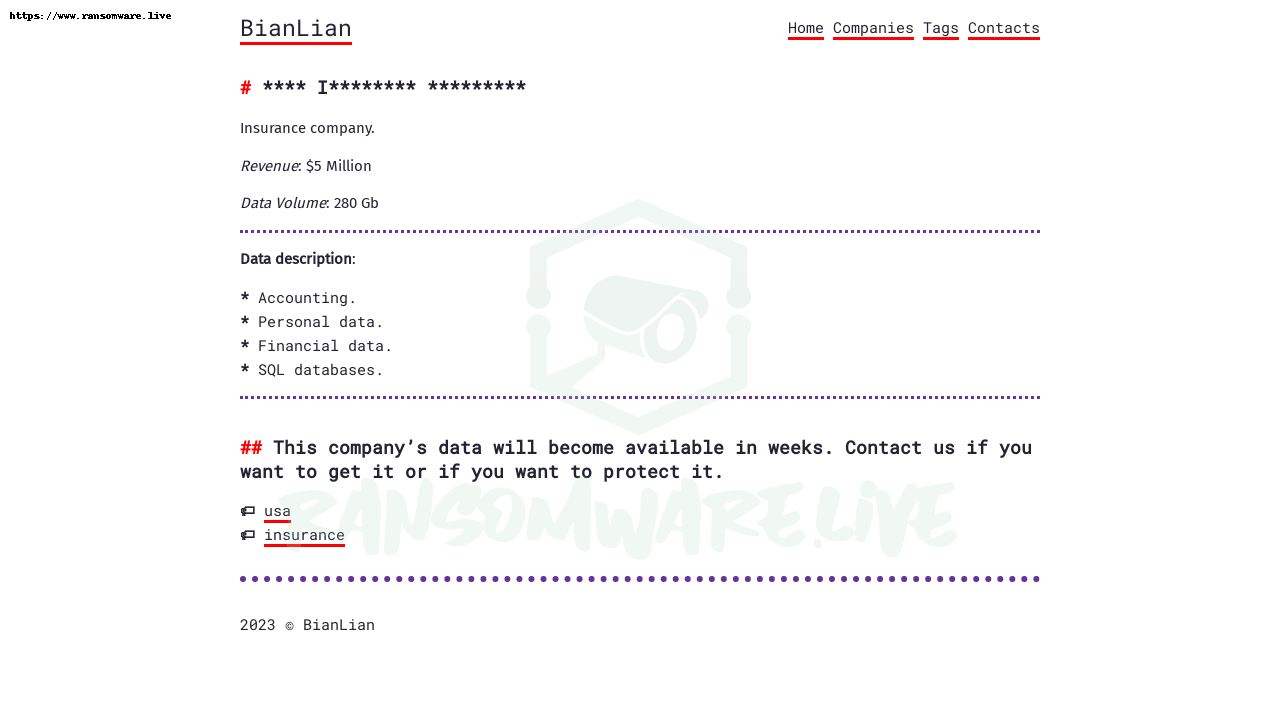 https://www.ransomware.live
BianLian
Home Companies Tags Contacts
# **** I******** *********
Insurance company.
Revenue: $5 Million
Data Volume: 280 Gb
Data description:
* Accounting.
* Personal data.
* Financial data.
* SQL databases.
## This company’s data will become available in weeks. Contact us if you
want to get it or if you want to protect it.
RANSOMWARE.LIVE
usa
insurance
2023 © BianLian